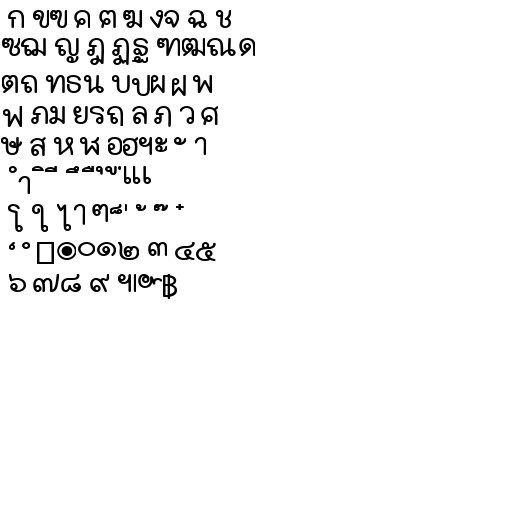 ก ขฃ ค ฅ ฆ งจ ฉ ช
ซฌ ญ ฎ ฏฐ ฑฒณด
ตถ ทธน บปผ ฝ พ
ฟ ภม ยรฤ ล ฦ ว ศ
ษ ส ห ฬ อฮฯะ ั า
ำ ิ ี ึ ื ุ ู ฺ เแ
โ ใ ไ ๅ ๆ ็ ่ ้ ๊ ๋
์ ํ ๎ ๏๐๑๒ ๓ ๔๕
๖ ๗๘ ๙ ๚๛฿